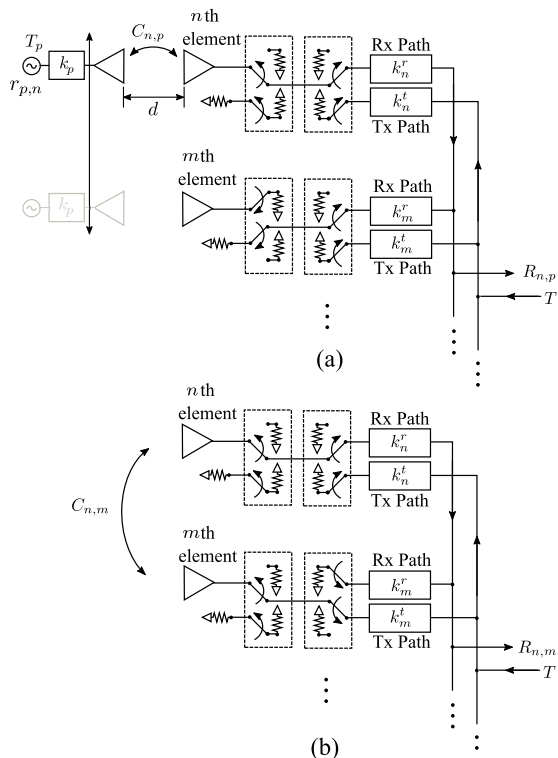 T_p
k_p
r_{p,n}
C_{n,p}
d
nth
element
Rx Path
k_n^r
k_n^t
Tx Path
mth
element
Rx Path
k_m^r
k_m^t
Tx Path
k_p
R_{n,p}
T
(a)
nth
element
Rx Path
k_n^r
k_n^t
Tx Path
C_{n,m}
mth
element
Rx Path
k_m^r
k_m^t
Tx Path
R_{n,m}
T
(b)